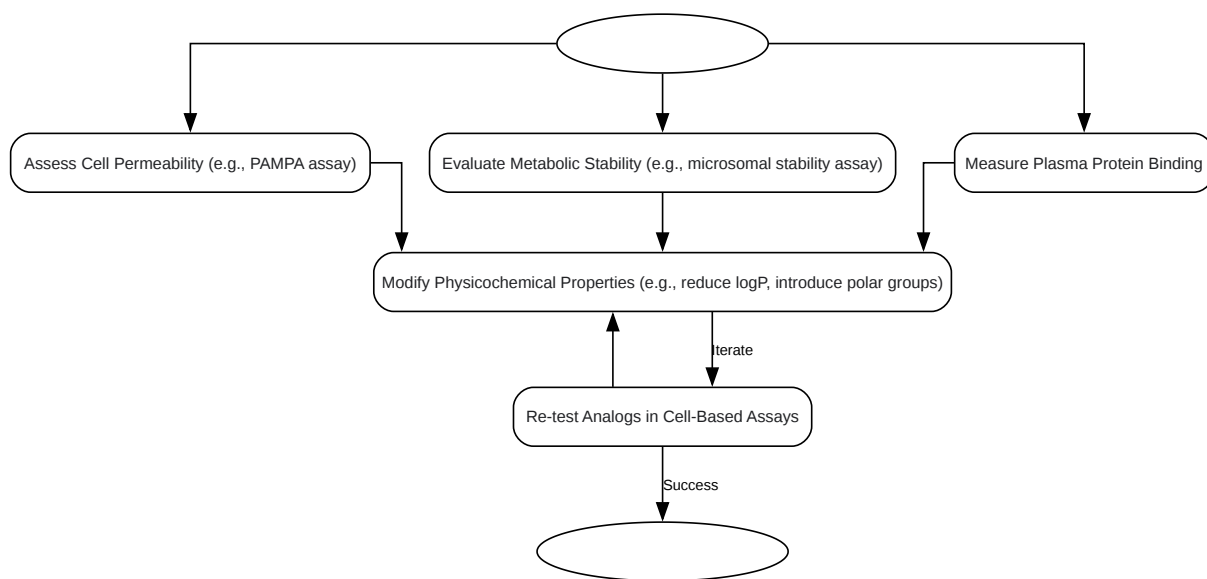 Assess Cell Permeability (e.g., PAMPA assay)
Evaluate Metabolic Stability (e.g., microsomal stability assay)
Measure Plasma Protein Binding
Modify Physicochemical Properties (e.g., reduce logP, introduce polar groups)
Iterate
Re-test Analogs in Cell-Based Assays
Success